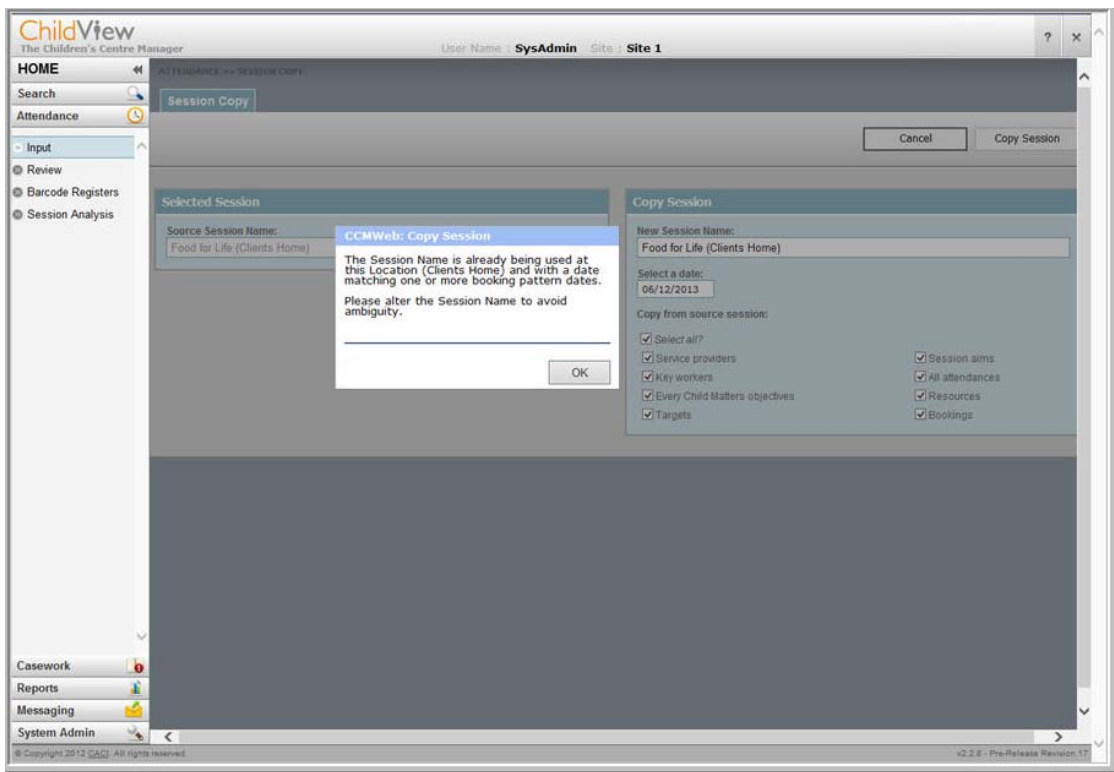 ChildView
The Children's Centre Manager
User Name : SysAdmin Site : Site 1
? ×
HOME
Search
Attendance
Input
Review
Barcode Registers
Session Analysis
Casework
Reports
Messaging
System Admin
ATTENDANCE >> SESSION COPY
Session Copy
Cancel
Copy Session
Selected Session
Source Session Name:
Food for Life (Clients Home)
CCMWeb: Copy Session
The Session Name is already being used at
this Location (Clients Home) and with a date
matching one or more booking pattern dates.
Please alter the Session Name to avoid
ambiguity.
OK
Copy Session
New Session Name:
Food for Life (Clients Home)
Select a date:
06/12/2013
Copy from source session:
Select all?
Service providers
Session aims
Key workers
All attendances
Every Child Matters objectives
Resources
Targets
Bookings
© Copyright 2012 CACI. All rights reserved.
v2.2.8 - Pre-Release Revision 17